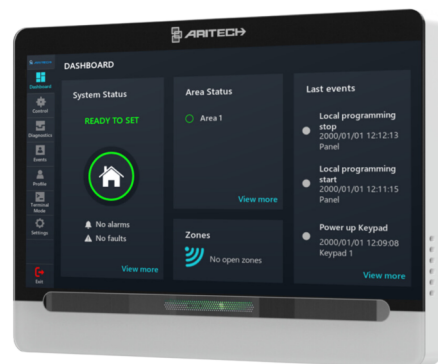 ARITECH
DASHBOARD
Dashboard
Control
Diagnostics
Events
Profile
Terminal
Mode
Settings
Exit
System Status
READY TO SET
No alarms
No faults
View more
Area Status
Area 1
View more
Zones
No open zones
Last events
Local programming
stop
2000/01/01 12:12:13
Panel
Local programming
start
2000/01/01 12:11:15
Panel
Power up Keypad
2000/01/01 12:09:08
Keypad 1
View more